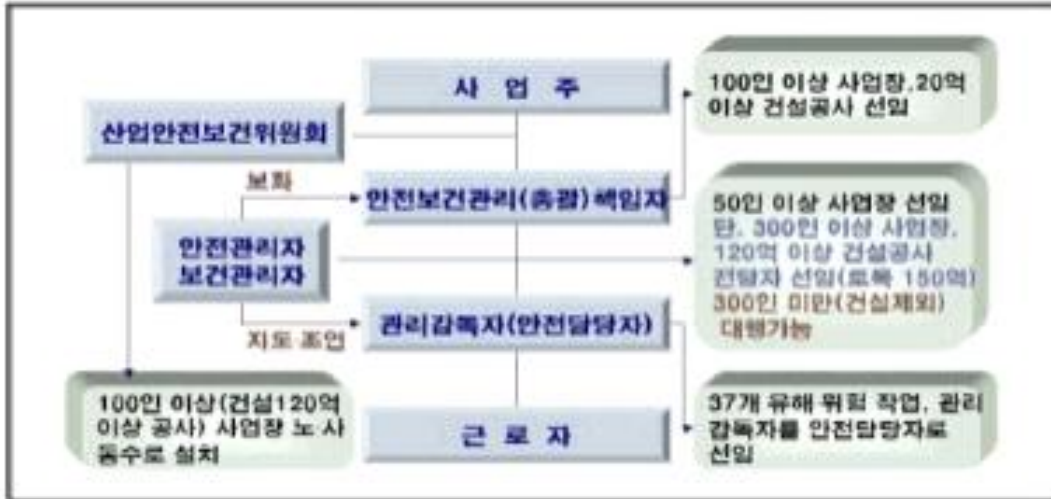 사 업 주
100인 이상 사업장,20억
이상 건설공사 선임
산업안전보건위원회
보좌
안전보건관리(총괄)책임자
안전관리자
보건관리자
50인 이상 사업장 선임
단, 300인 이상 사업장,
120억 이상 건설공사
전담자 선임(토목 150억)
300인 미만(건설제외)
대행가능
지도 조언
관리감독자(안전담당자)
100인 이상(건설120억
이상 공사) 사업장 노 사
동수로 설치
근 로 자
37개 유해 위험 작업, 관리
감독자를 안전담당자로
선임